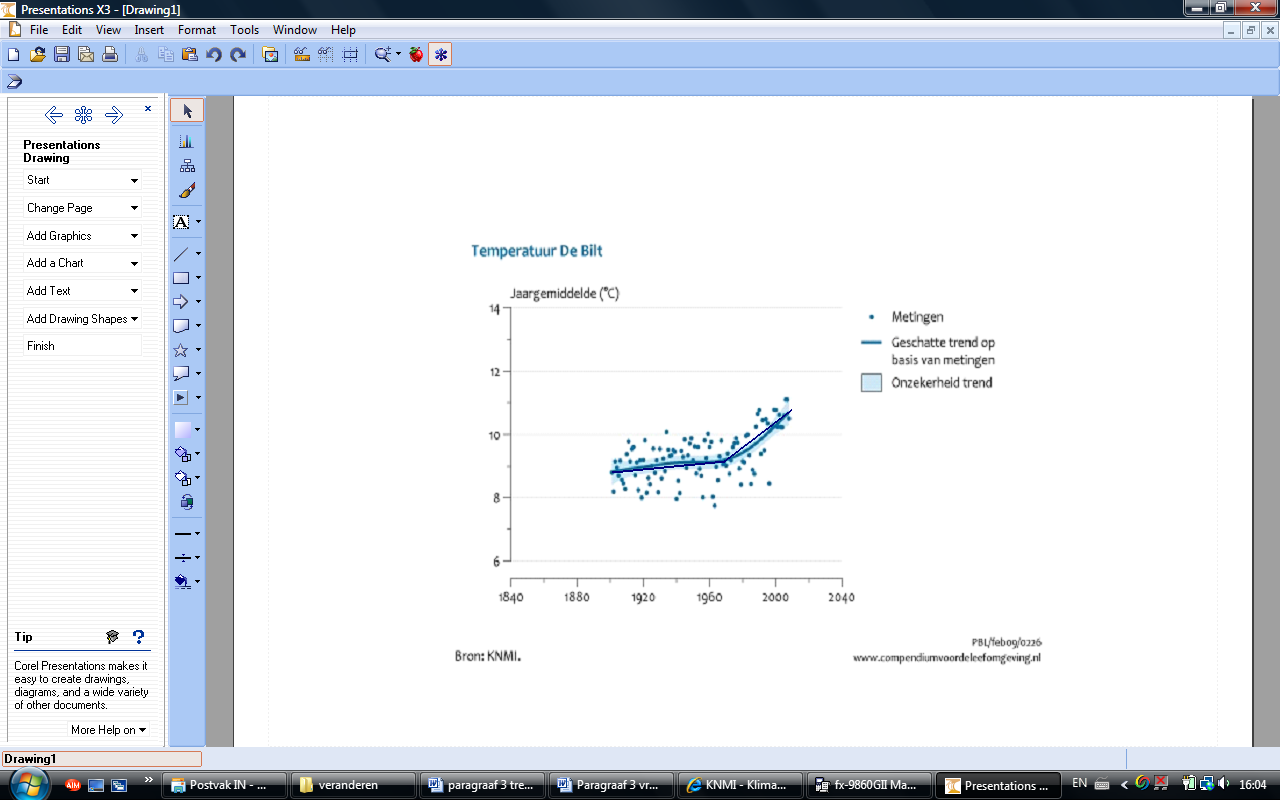 Presentations X3 - [Drawing1]
File Edit View Insert Format Tools Window Help
Presentations
Drawing
Start
Change Page
Add Graphics
Add a Chart
Add Text
Add Drawing Shapes
Finish
Tip
Corel Presentations makes it
easy to create drawings,
diagrams, and a wide variety
of other documents.
More Help on
Temperatuur De Bilt
Jaargemiddelde (°C)
14
12
10
8
6
1840 1880 1920 1960 2000 2040
Metingen
Geschatte trend op
basis van metingen
Onzekerheid trend
PBL/feb09/0226
Bron: KNMI.
www.compendiumvoordeleefomgeving.nl
Drawing1
AIM
Postvak IN - ...
veranderen
paragraaf 3 tre...
Paragraaf 3 vr...
KNMI - Klima...
fx-9860GII Ma...
Presentations ...
EN
16:04